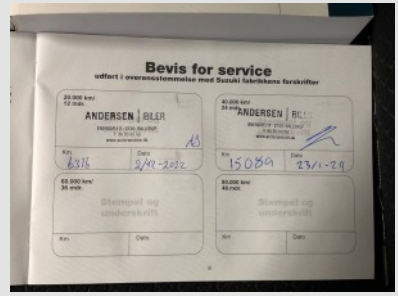 Bevis for service
udført i overensstemmelse med Suzuki fabrikkens forskrifter
20.000 km/
12 mdr.
ANDERSEN BILER
Km
Dato
6316
2/12-2022
40.000 km/
24 mdr.
ANDERSEN BILER
Km
Dato
15089
23/1-24
60.000 km/
36 mdr.
Stempel og
underskrift
Km
Dato
80.000 km/
48 mdr.
Stempel og
underskrift
Km
Dato